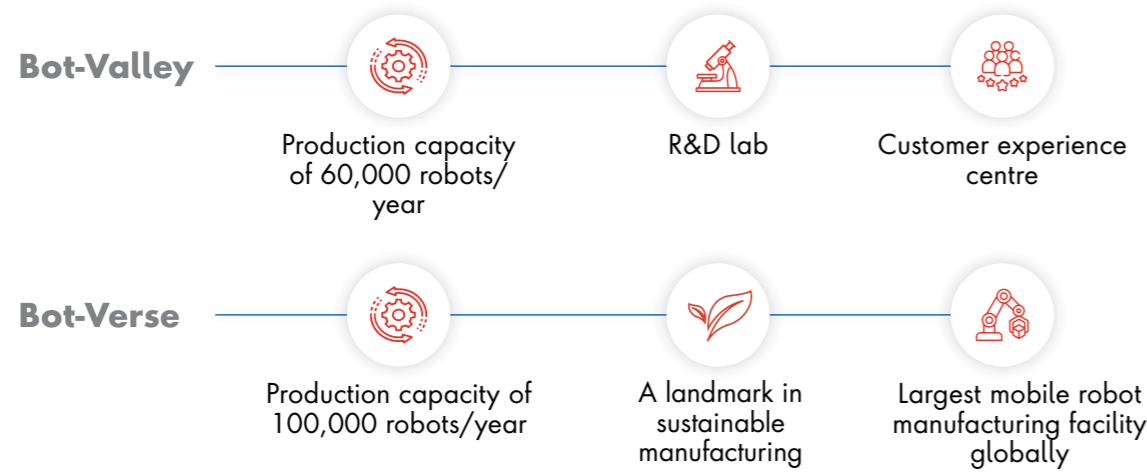 Bot-Valley
Production capacity
of 60,000 robots/
year
R&D lab
Customer experience
centre
Bot-Verse
Production capacity of
100,000 robots/year
A landmark in
sustainable
manufacturing
Largest mobile robot
manufacturing facility
globally